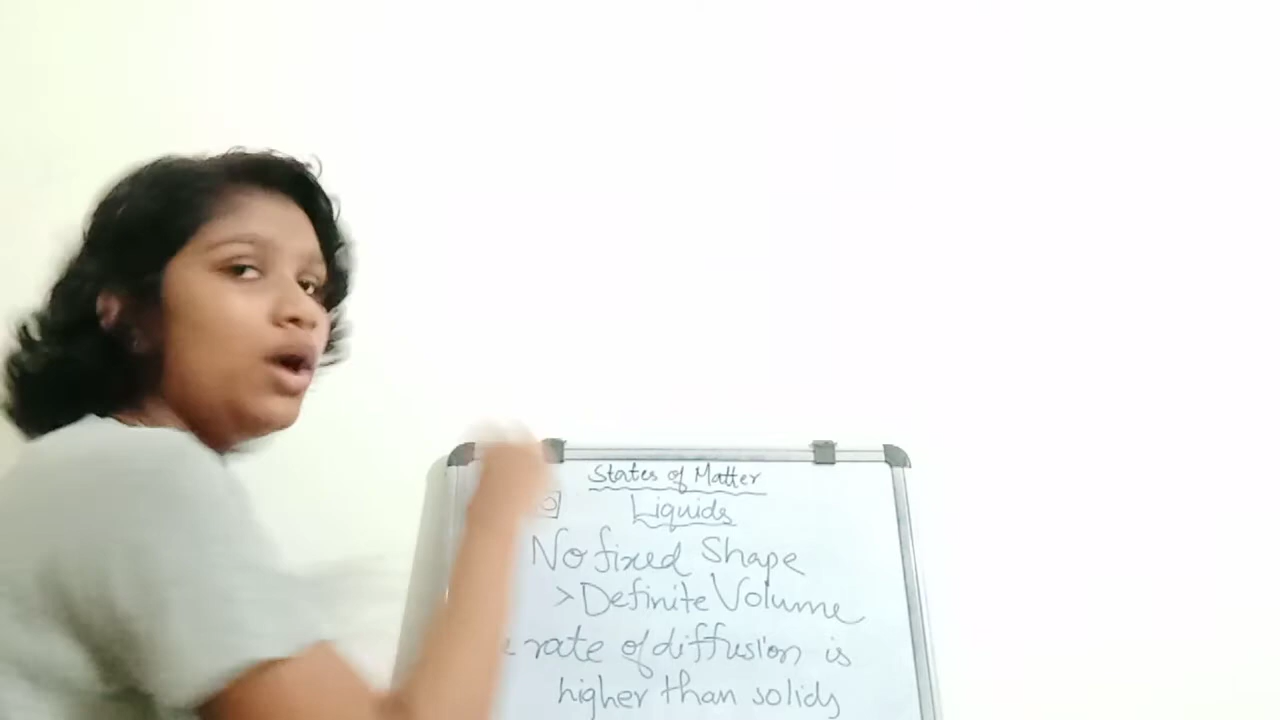 States of Matter
Liquids
No fixed Shape
> Definite Volume
rate of diffusion is
higher than solids